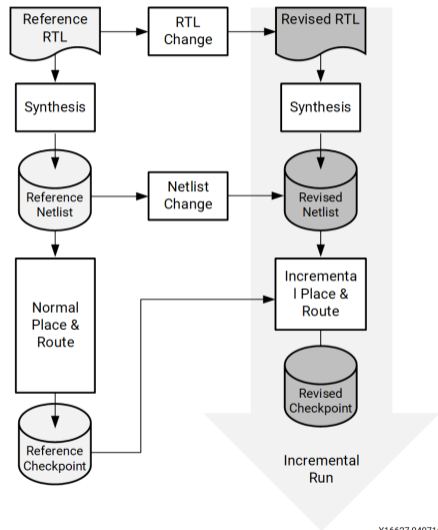 Reference
RTL
RTL
Change
Revised RTL
Synthesis
Synthesis
Reference
Netlist
Netlist
Change
Revised
Netlist
Normal
Place &
Route
Incrementa
l Place &
Route
Revised
Checkpoint
Reference
Checkpoint
Incremental
Run